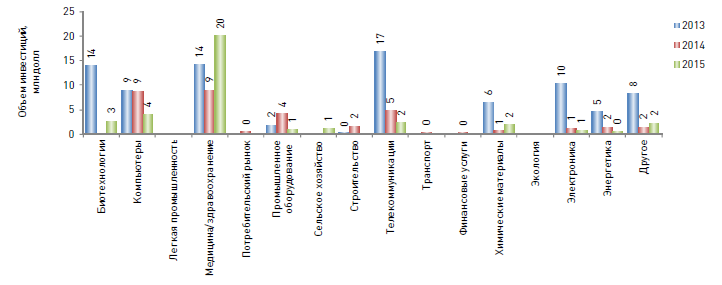 Объем инвестиций,
млн долл
25
20
15
10
5
0
14
3
9
9
4
14
9
20
0
2
4
1
1
0
2
17
5
2
0
0
6
1
2
10
1
1
5
2
0
8
2
2
Биотехнологии
Компьютеры
Легкая промышленность
Медицина/здравоохранение
Потребительский рынок
Промышленное
оборудование
Сельское хозяйство
Строительство
Телекоммуникации
Транспорт
Финансовые услуги
Химические материалы
Экология
Электроника
Энергетика
Другое
2013
2014
2015